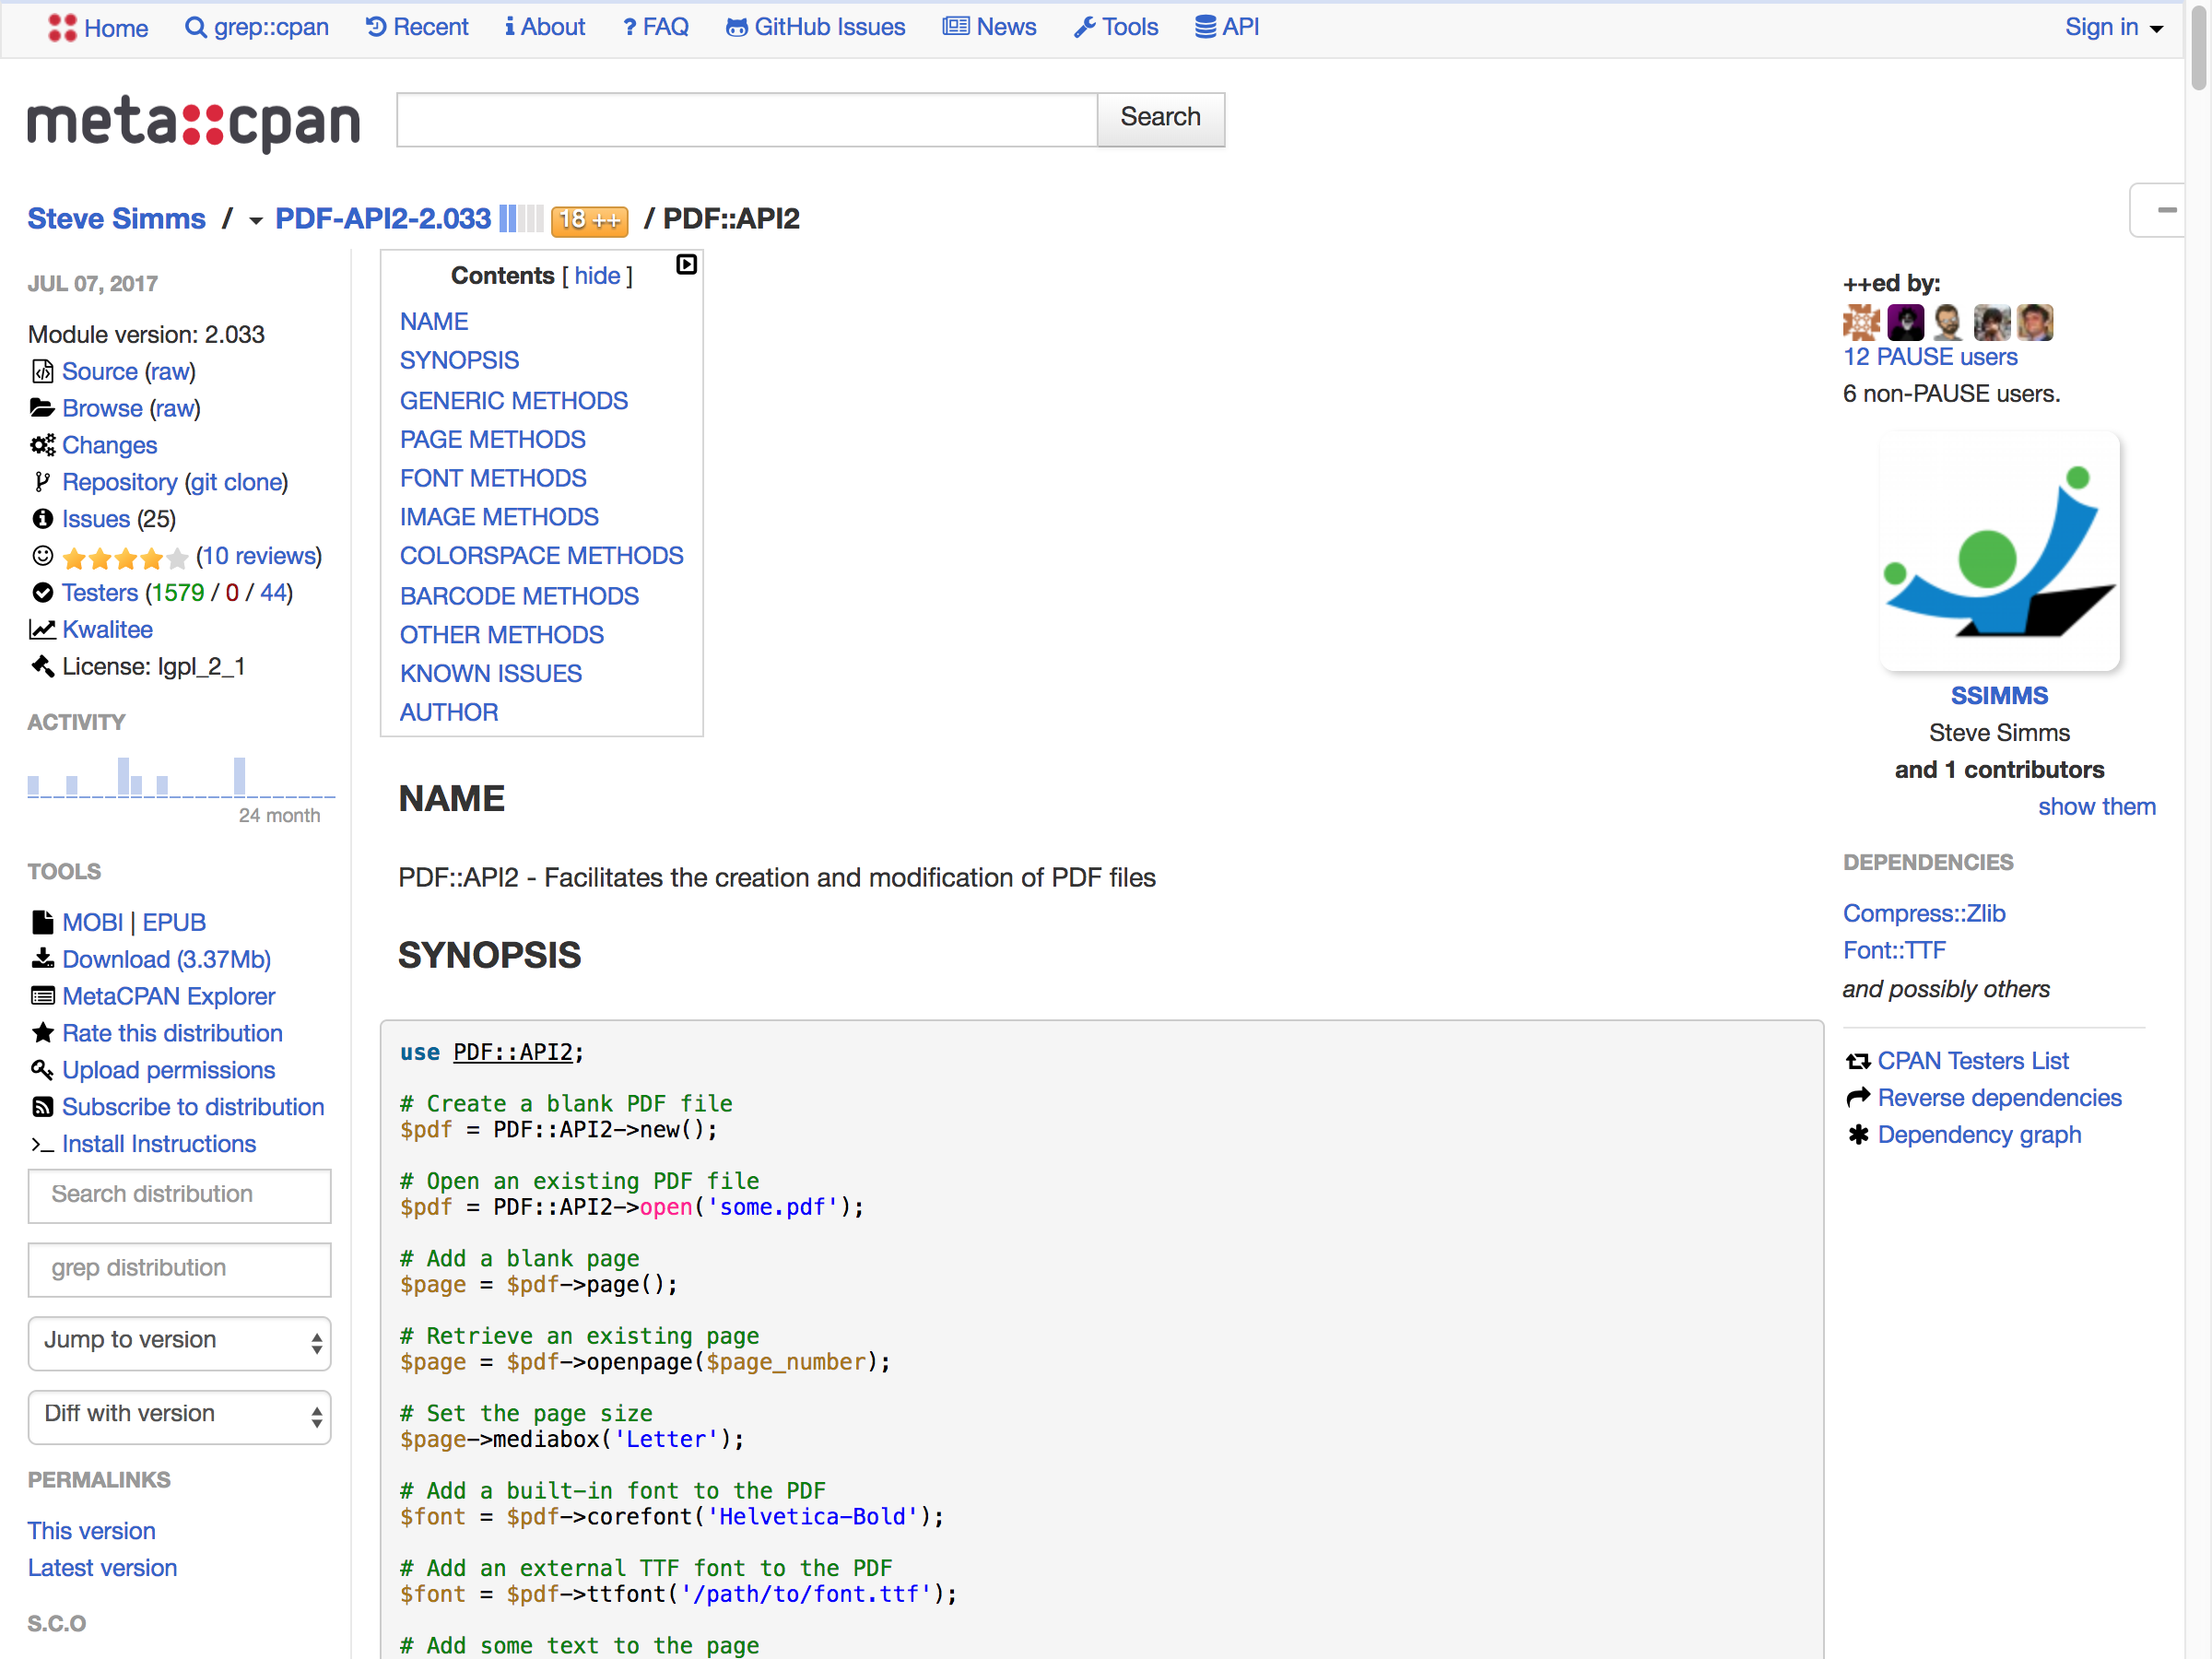 Home grep::cpan Recent About FAQ GitHub Issues News Tools API Sign in
meta::cpan Search
Steve Simms / PDF-API2-2.033 18 ++ / PDF::API2
JUL 07, 2017
Module version: 2.033
Source (raw)
Browse (raw)
Changes
Repository (git clone)
Issues (25)
(10 reviews)
Testers (1579 / 0 / 44)
Kwalitee
License: lgpl_2_1
ACTIVITY
24 month
TOOLS
MOBI | EPUB
Download (3.37Mb)
MetaCPAN Explorer
Rate this distribution
Upload permissions
Subscribe to distribution
Install Instructions
Search distribution
grep distribution
Jump to version
Diff with version
PERMALINKS
This version
Latest version
S.C.O
Contents [ hide ]
NAME
SYNOPSIS
GENERIC METHODS
PAGE METHODS
FONT METHODS
IMAGE METHODS
COLORSPACE METHODS
BARCODE METHODS
OTHER METHODS
KNOWN ISSUES
AUTHOR
NAME
PDF::API2 - Facilitates the creation and modification of PDF files
SYNOPSIS
use PDF::API2;
# Create a blank PDF file
$pdf = PDF::API2->new();
# Open an existing PDF file
$pdf = PDF::API2->open('some.pdf');
# Add a blank page
$page = $pdf->page();
# Retrieve an existing page
$page = $pdf->openpage($page_number);
# Set the page size
$page->mediabox('Letter');
# Add a built-in font to the PDF
$font = $pdf->corefont('Helvetica-Bold');
# Add an external TTF font to the PDF
$font = $pdf->ttfont('/path/to/font.ttf');
# Add some text to the page
++ed by:
12 PAUSE users
6 non-PAUSE users.
SSIMMS
Steve Simms
and 1 contributors
show them
DEPENDENCIES
Compress::Zlib
Font::TTF
and possibly others
CPAN Testers List
Reverse dependencies
Dependency graph